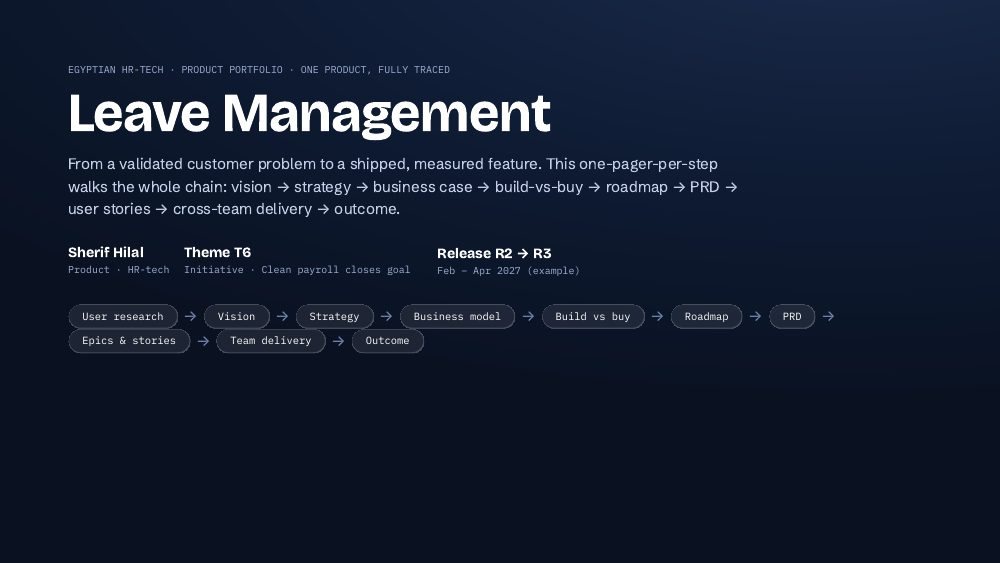 EGYPTIAN HR-TECH · PRODUCT PORTFOLIO · ONE PRODUCT, FULLY TRACED
Leave Management
From a validated customer problem to a shipped, measured feature. This one-pager-per-step
walks the whole chain: vision → strategy → business case → build-vs-buy → roadmap → PRD →
user stories → cross-team delivery → outcome.
Sherif Hilal Theme T6 Release R2 → R3
Product · HR-tech Initiative · Clean payroll closes goal Feb – Apr 2027 (example)
User research → Vision → Strategy → Business model → Build vs buy → Roadmap → PRD →
Epics & stories → Team delivery → Outcome